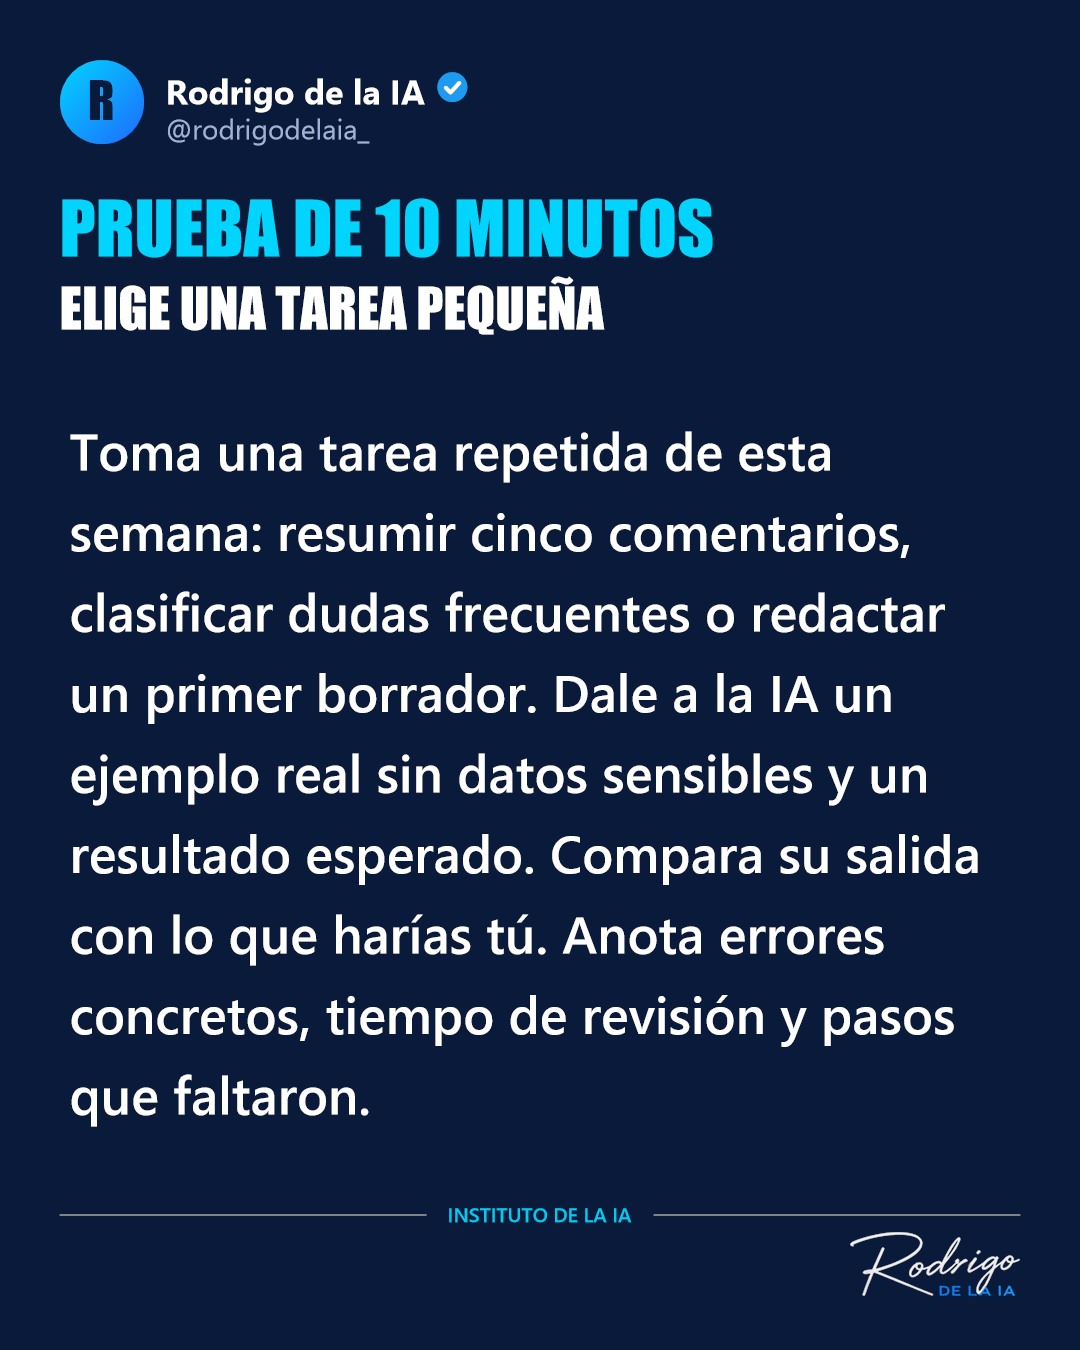 R
Rodrigo de la IA
@rodrigodelaia_
PRUEBA DE 10 MINUTOS
ELIGE UNA TAREA PEQUEÑA
Toma una tarea repetida de esta
semana: resumir cinco comentarios,
clasificar dudas frecuentes o redactar
un primer borrador. Dale a la IA un
ejemplo real sin datos sensibles y un
resultado esperado. Compara su salida
con lo que harías tú. Anota errores
concretos, tiempo de revisión y pasos
que faltaron.
INSTITUTO DE LA IA
Rodrigo
DE LA IA